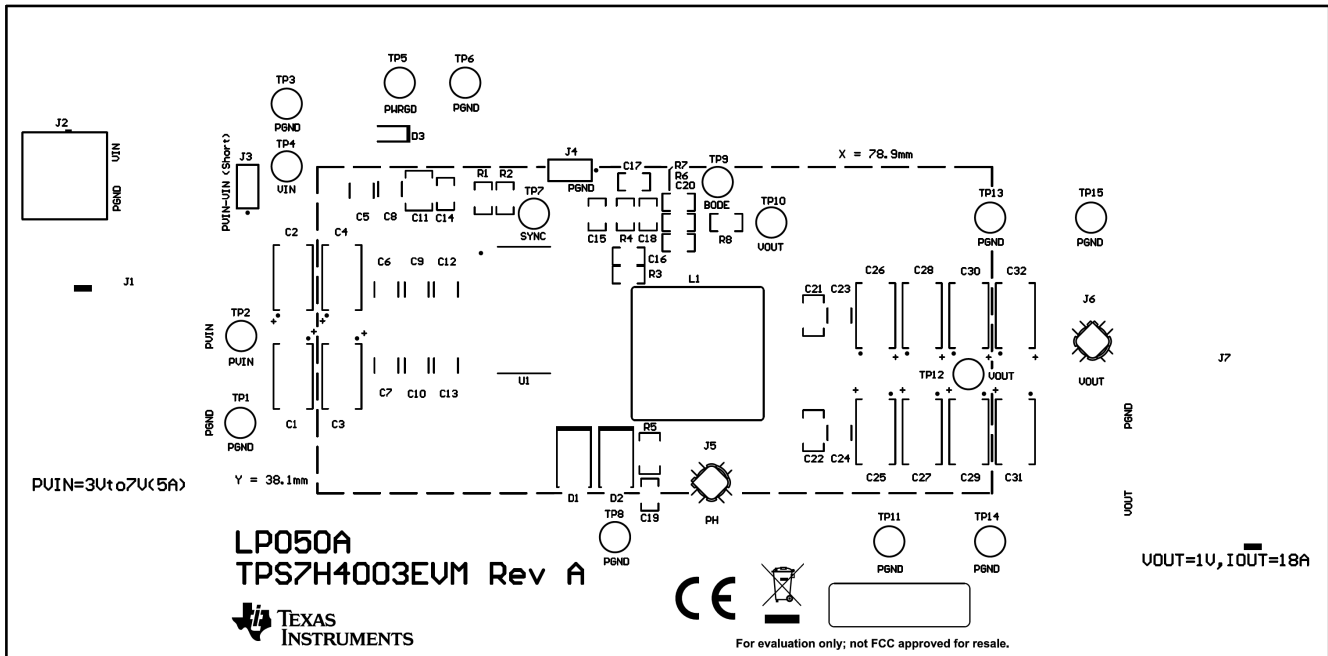 TP5
TP6
TP3
PWRGD
PGND
J2
PGND
D3
VIN
PGND
PVIN-VIN (Short)
J3
TP4
VIN
J4
PGND
X = 78.9mm
R1
R2
C17
R7
R6
C20
TP9
BODE
TP10
VOUT
TP13
PGND
TP15
PGND
C5
C8
C11
C14
TP7
SYNC
C15
R4
C18
R8
C2
C4
C6
C9
C12
C16
R3
J1
L1
C21
C23
C26
C28
C30
C32
J6
VOUT
J7
PVIN
TP2
PVIN
+
+
+
+
+
+
+
+
TP12
VOUT
+
+
+
+
U1
C7
C10
C13
PGND
TP1
PGND
C1
C3
R5
J5
PH
C22
C24
C25
C27
C29
C31
PGND
VOUT
PVIN=3Vto7V(5A)
Y = 38.1mm
D1
D2
C19
TP8
PGND
TP11
PGND
TP14
PGND
VOUT=1V,IOUT=18A
LP050A
TPS7H4003EVM Rev A
TEXAS
INSTRUMENTS
CE
For evaluation only; not FCC approved for resale.